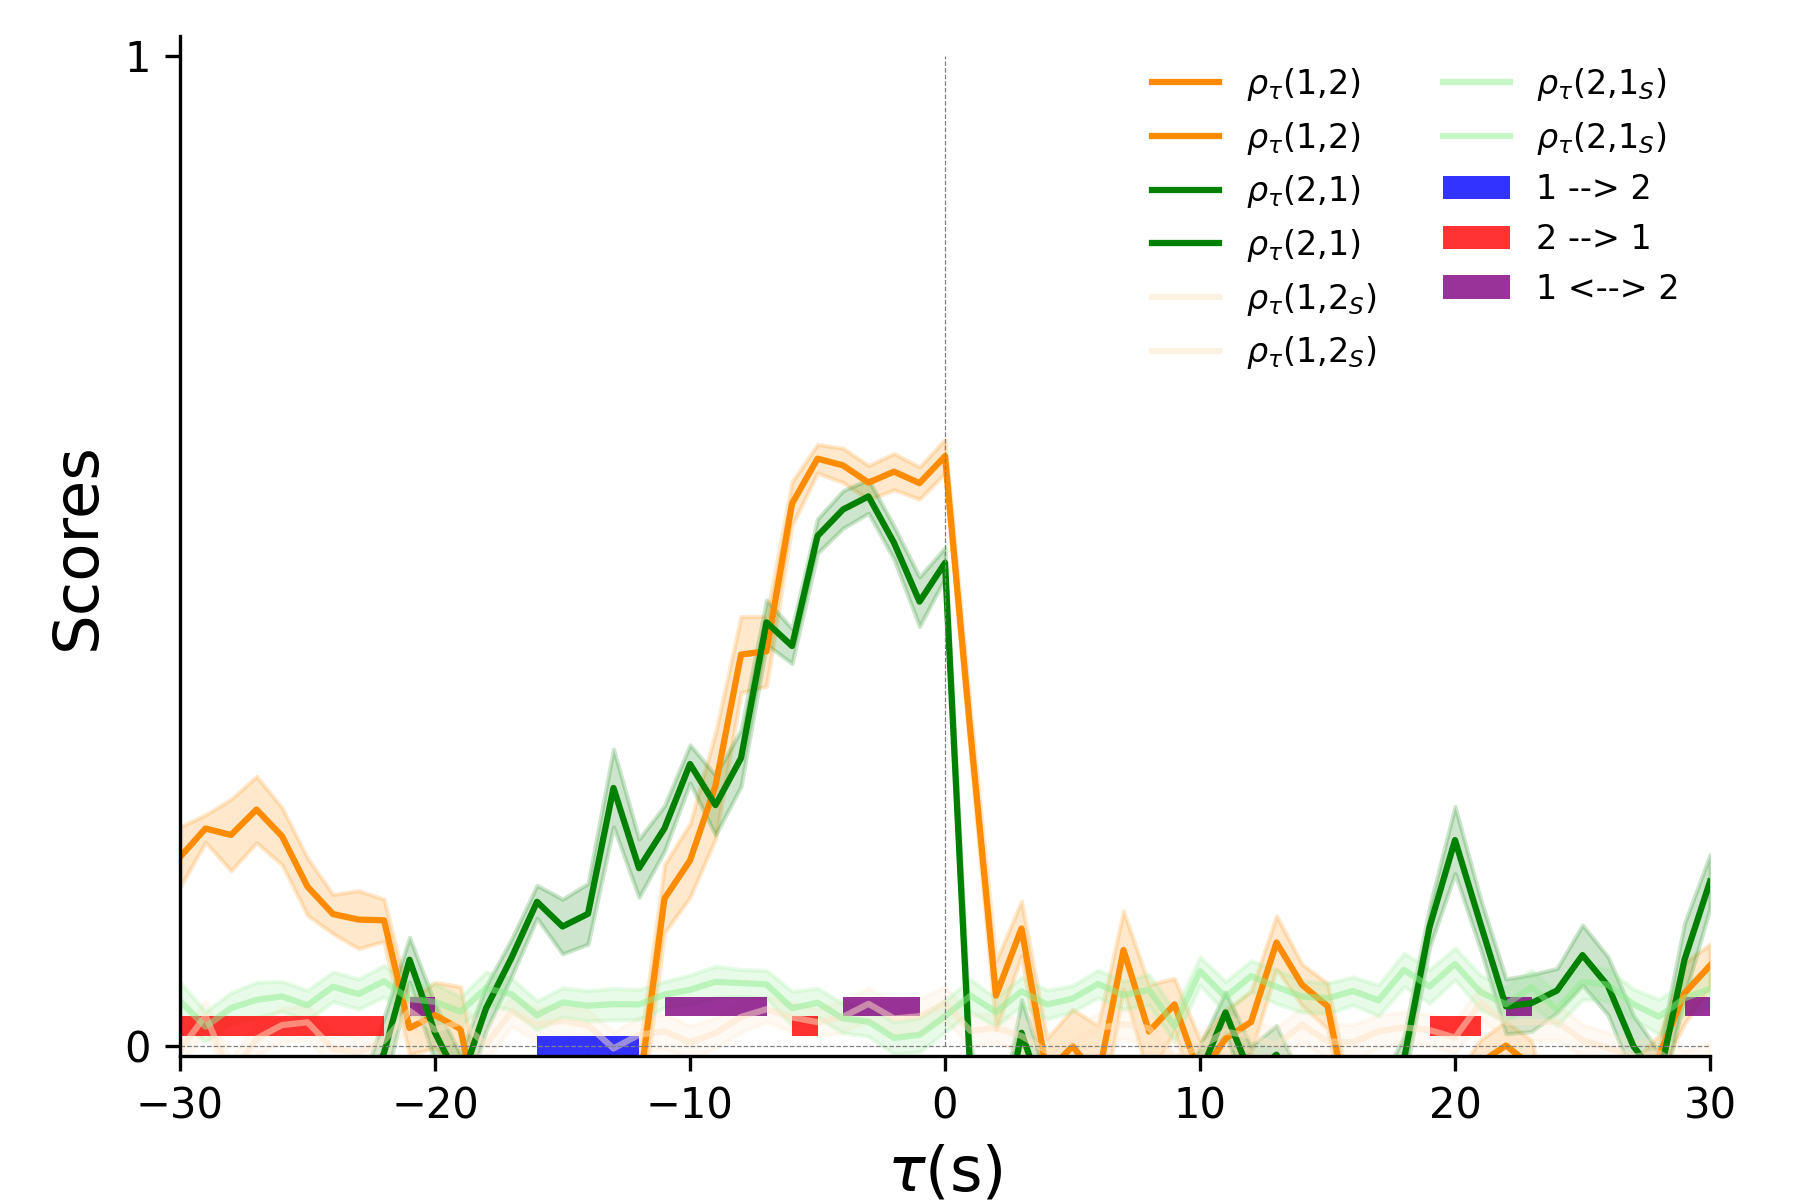 1
0
Scores
−30 −20 −10 0 10 20 30
τ(s)
ρτ(1,2)
ρτ(1,2)
ρτ(2,1)
ρτ(2,1)
ρτ(1,2S)
ρτ(1,2S)
ρτ(2,1S)
ρτ(2,1S)
1 --> 2
2 --> 1
1 <--> 2